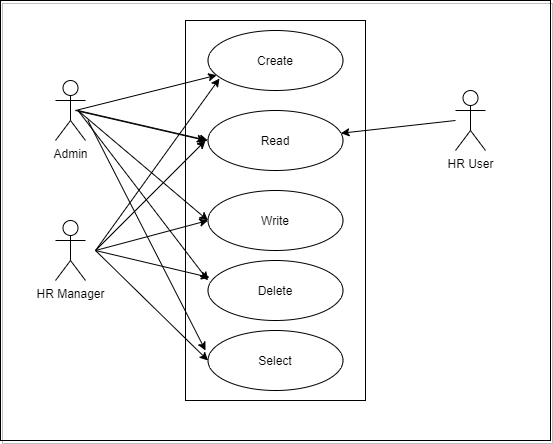 Create
Read
Write
Delete
Select
Admin
HR Manager
HR User